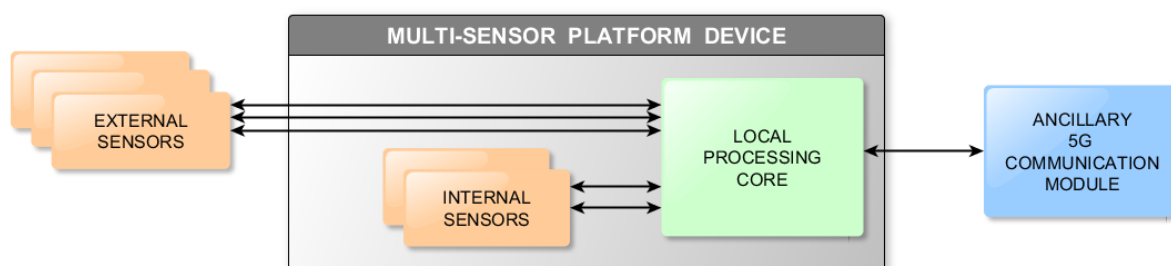 MULTI-SENSOR PLATFORM DEVICE
EXTERNAL
SENSORS
INTERNAL
SENSORS
LOCAL
PROCESSING
CORE
ANCILLARY
5G
COMMUNICATION
MODULE